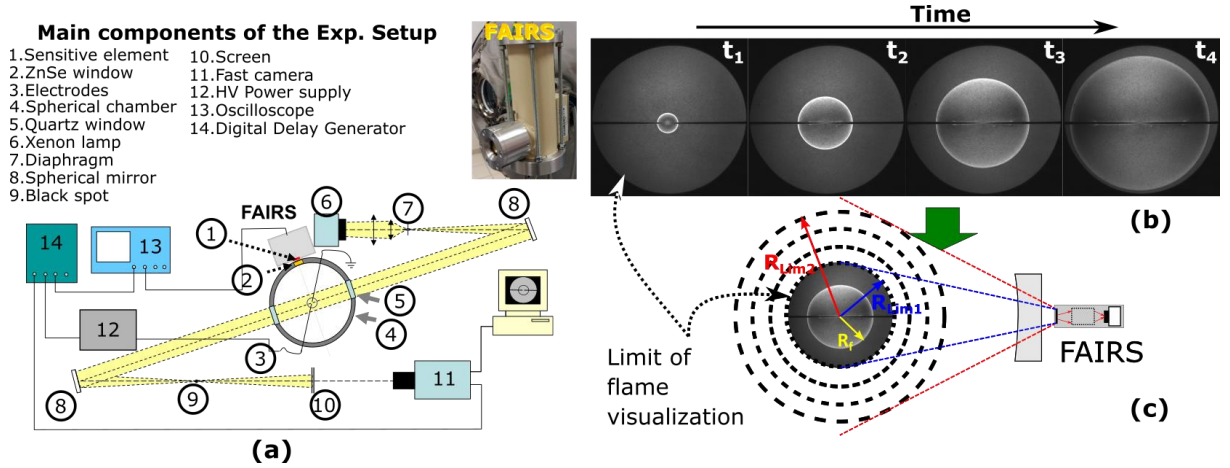 Main components of the Exp. Setup
1.Sensitive element
2.ZnSe window
3.Electrodes
4.Spherical chamber
5.Quartz window
6.Xenon lamp
7.Diaphragm
8.Spherical mirror
9.Black spot
10.Screen
11.Fast camera
12.HV Power supply
13.Oscilloscope
14.Digital Delay Generator
FAIRS
FAIRS
1
2
3
4
5
6
7
8
8
9
10
11
12
13
14
(a)
Time
t1
t2
t3
t4
(b)
RLim2
RLim1
Rf
Limit of
flame
visualization
FAIRS
(c)